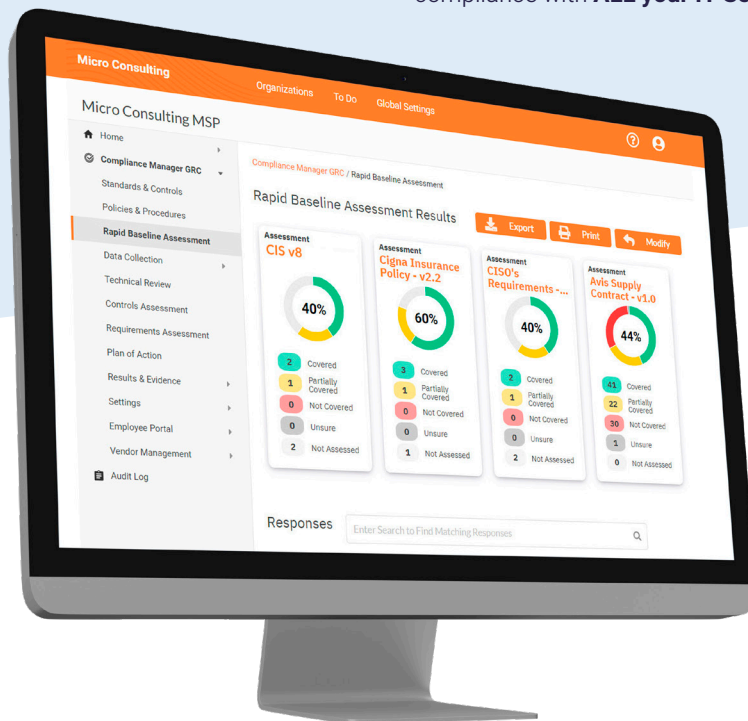 compliance with ALL your IT
Micro Consulting
Organizations To Do Global Settings
Micro Consulting MSP
Home
Compliance Manager GRC
Standards & Controls
Policies & Procedures
Rapid Baseline Assessment
Data Collection
Technical Review
Controls Assessment
Requirements Assessment
Plan of Action
Results & Evidence
Settings
Employee Portal
Vendor Management
Audit Log
Compliance Manager GRC / Rapid Baseline Assessment
Rapid Baseline Assessment Results
Export
Print
Modify
Assessment
CIS v8
40%
2 Covered
1 Partially
Covered
0 Not Covered
0 Unsure
2 Not Assessed
Assessment
Cigna Insurance
Policy - v2.2
60%
3 Covered
1 Partially
Covered
0 Not Covered
0 Unsure
1 Not Assessed
Assessment
CISO's
Requirements -...
40%
2 Covered
1 Partially
Covered
0 Not Covered
0 Unsure
2 Not Assessed
Assessment
Avis Supply
Contract - v1.0
44%
41 Covered
22 Partially
Covered
30 Not Covered
1 Unsure
0 Not Assessed
Responses
Enter Search to Find Matching Responses